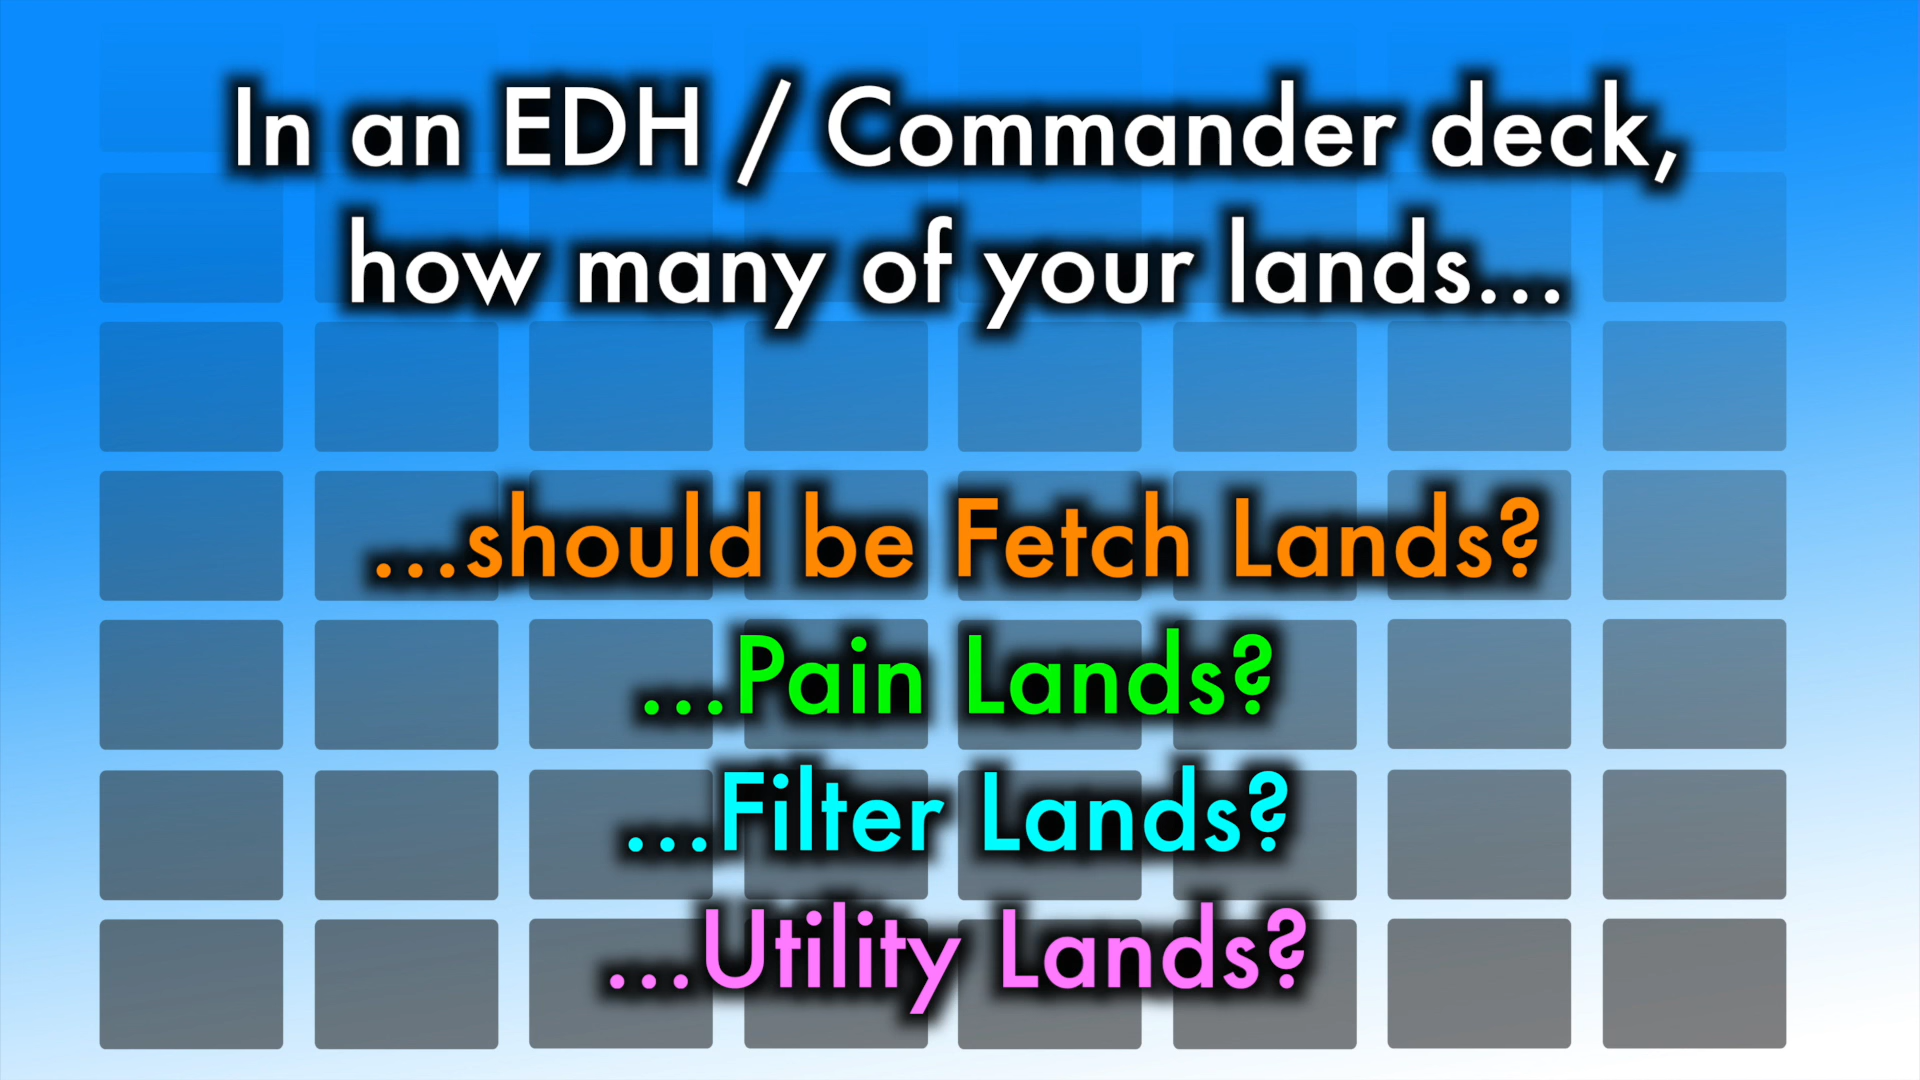 In an EDH / Commander deck,
how many of your lands...
...should be Fetch Lands?
...Pain Lands?
...Filter Lands?
...Utility Lands?